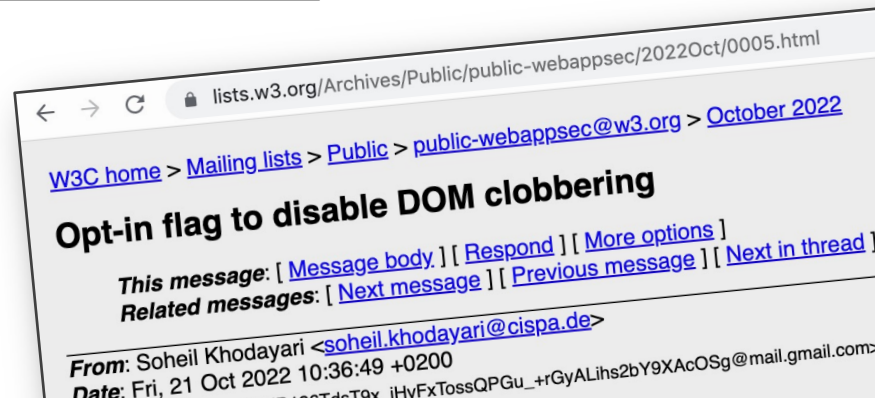 lists.w3.org/Archives/Public/public-webappsec/2022Oct/0005.html
W3C home > Mailing lists > Public > public-webappsec@w3.org > October 2022
Opt-in flag to disable DOM clobbering
This message: [ Message body ] [ Respond ] [ More options ]
Related messages: [ Next message ] [ Previous message ] [ Next in thread ]
From: Soheil Khodayari <soheil.khodayari@cispa.de>
Date: Fri, 21 Oct 2022 10:36:49 +0200